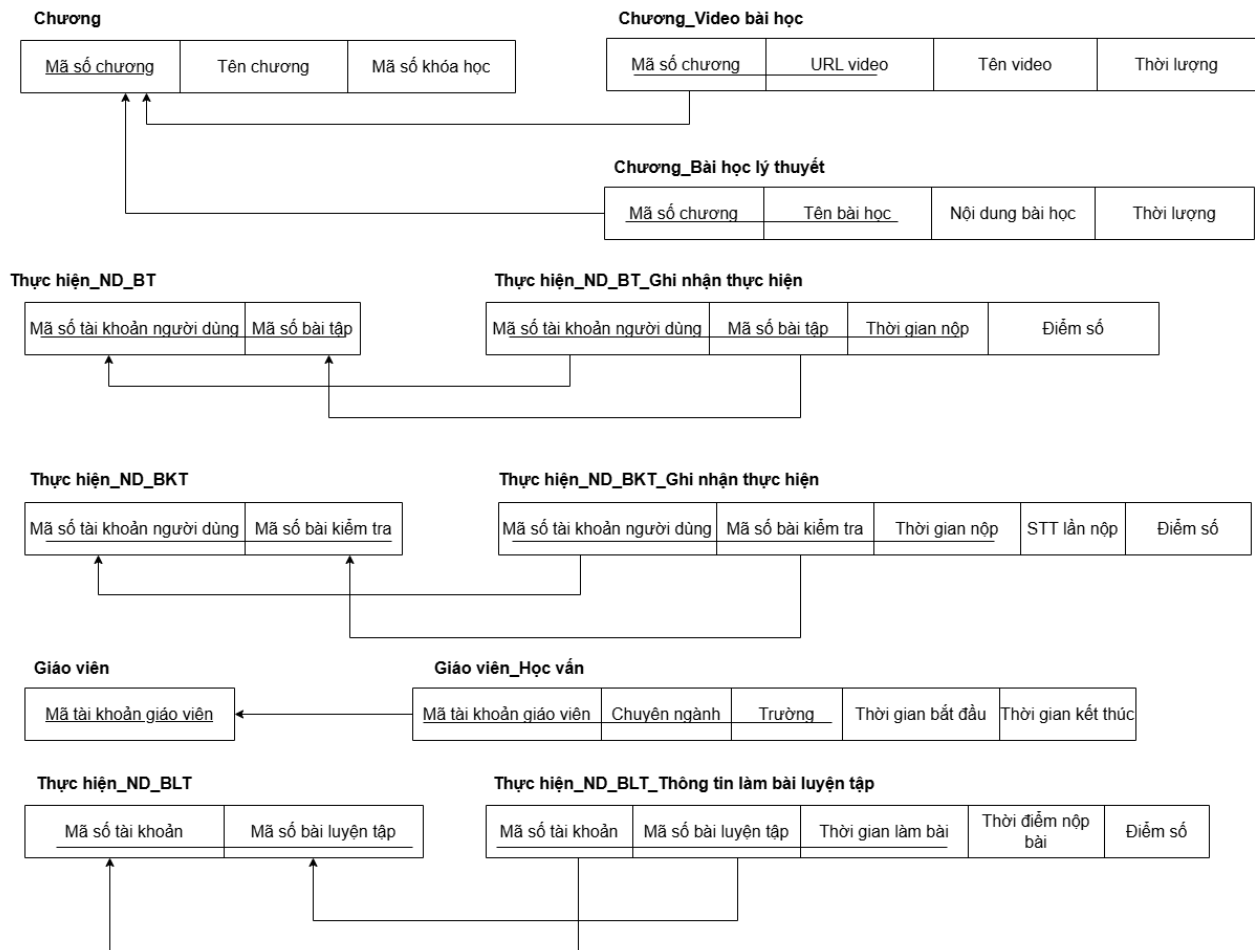 Chương
Chương_Video bài học
Mã số chương Tên chương Mã số khóa học
Mã số chương URL video Tên video Thời lượng
Chương_Bài học lý thuyết
Mã số chương Tên bài học Nội dung bài học Thời lượng
Thực hiện_ND_BT
Thực hiện_ND_BT_Ghi nhận thực hiện
Mã số tài khoản người dùng Mã số bài tập
Mã số tài khoản người dùng Mã số bài tập Thời gian nộp Điểm số
Thực hiện_ND_BKT
Thực hiện_ND_BKT_Ghi nhận thực hiện
Mã số tài khoản người dùng Mã số bài kiểm tra
Mã số tài khoản người dùng Mã số bài kiểm tra Thời gian nộp STT lần nộp Điểm số
Giáo viên
Giáo viên_Học vấn
Mã tài khoản giáo viên
Mã tài khoản giáo viên Chuyên ngành Trường Thời gian bắt đầu Thời gian kết thúc
Thực hiện_ND_BLT
Thực hiện_ND_BLT_Thông tin làm bài luyện tập
Mã số tài khoản Mã số bài luyện tập
Mã số tài khoản Mã số bài luyện tập Thời gian làm bài Thời điểm nộp
bài Điểm số